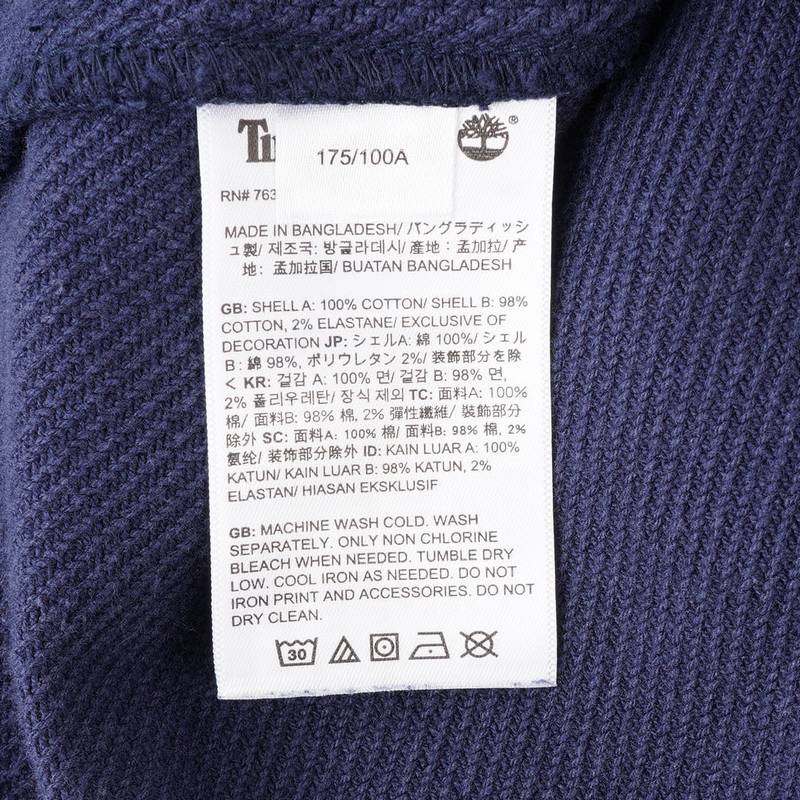 175/100A
®
RN# 763
MADE IN BANGLADESH/ バングラディッシ
ュ製/ 제조국: 방글라데시/ 產地：孟加拉/ 产
地：孟加拉国/ BUATAN BANGLADESH
GB: SHELL A: 100% COTTON/ SHELL B: 98%
COTTON, 2% ELASTANE/ EXCLUSIVE OF
DECORATION JP: シェルA: 綿 100%/ シェル
B : 綿 98%, ポリウレタン 2%/ 装飾部分を除
く KR: 겉감 A: 100% 면/ 겉감 B: 98% 면,
2% 폴리우레탄/ 장식 제외 TC: 面料A: 100%
棉/ 面料B: 98% 棉, 2% 彈性纖維/ 裝飾部分
除外 SC: 面料A: 100% 棉/ 面料B: 98% 棉, 2%
氨纶/ 装饰部分除外 ID: KAIN LUAR A: 100%
KATUN/ KAIN LUAR B: 98% KATUN, 2%
ELASTAN/ HIASAN EKSKLUSIF
GB: MACHINE WASH COLD. WASH
SEPARATELY. ONLY NON CHLORINE
BLEACH WHEN NEEDED. TUMBLE DRY
LOW. COOL IRON AS NEEDED. DO NOT
IRON PRINT AND ACCESSORIES. DO NOT
DRY CLEAN.
30